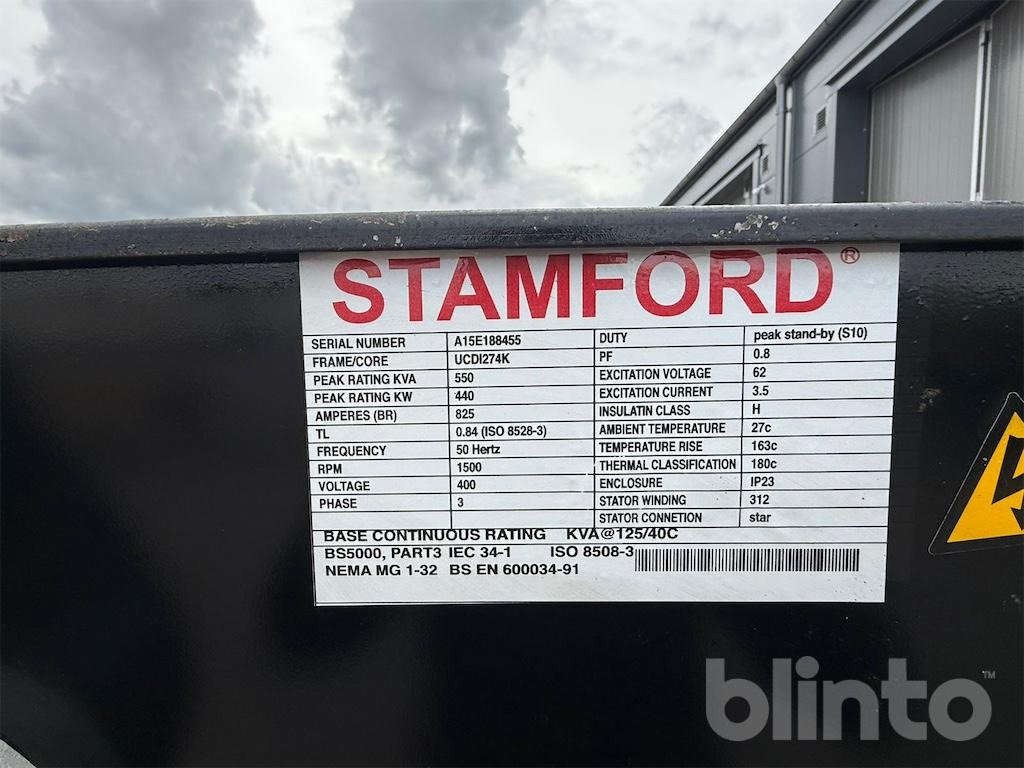 STAMFORD®
SERIAL NUMBER A15E188455 DUTY peak stand-by (S10)
FRAME/CORE UCDI274K PF 0.8
PEAK RATING KVA 550 EXCITATION VOLTAGE 62
PEAK RATING KW 440 EXCITATION CURRENT 3.5
AMPERES (BR) 825 INSULATIN CLASS H
TL 0.84 (ISO 8528-3) AMBIENT TEMPERATURE 27c
FREQUENCY 50 Hertz TEMPERATURE RISE 163c
RPM 1500 THERMAL CLASSIFICATION 180c
VOLTAGE 400 ENCLOSURE IP23
PHASE 3 STATOR WINDING 312
STATOR CONNETION star
BASE CONTINUOUS RATING KVA@125/40C
BS5000, PART3 IEC 34-1 ISO 8508-3
NEMA MG 1-32 BS EN 600034-91
blinto™